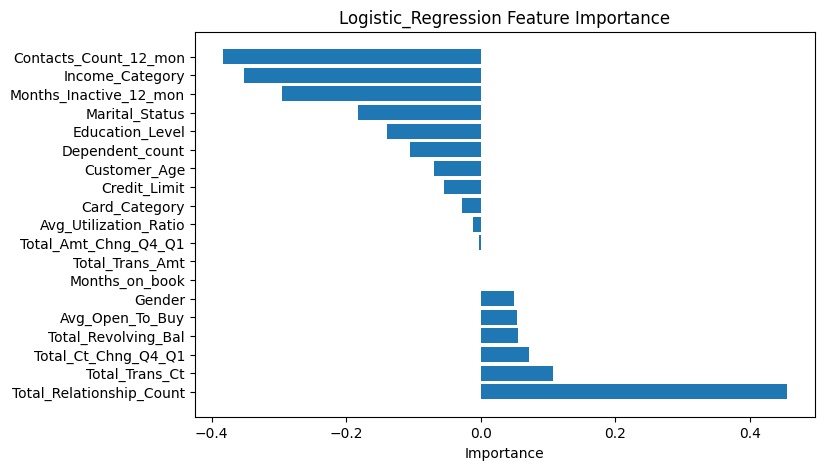 Logistic_Regression Feature Importance
Contacts_Count_12_mon
Income_Category
Months_Inactive_12_mon
Marital_Status
Education_Level
Dependent_count
Customer_Age
Credit_Limit
Card_Category
Avg_Utilization_Ratio
Total_Amt_Chng_Q4_Q1
Total_Trans_Amt
Months_on_book
Gender
Avg_Open_To_Buy
Total_Revolving_Bal
Total_Ct_Chng_Q4_Q1
Total_Trans_Ct
Total_Relationship_Count
−0.4 −0.2 0.0 0.2 0.4
Importance